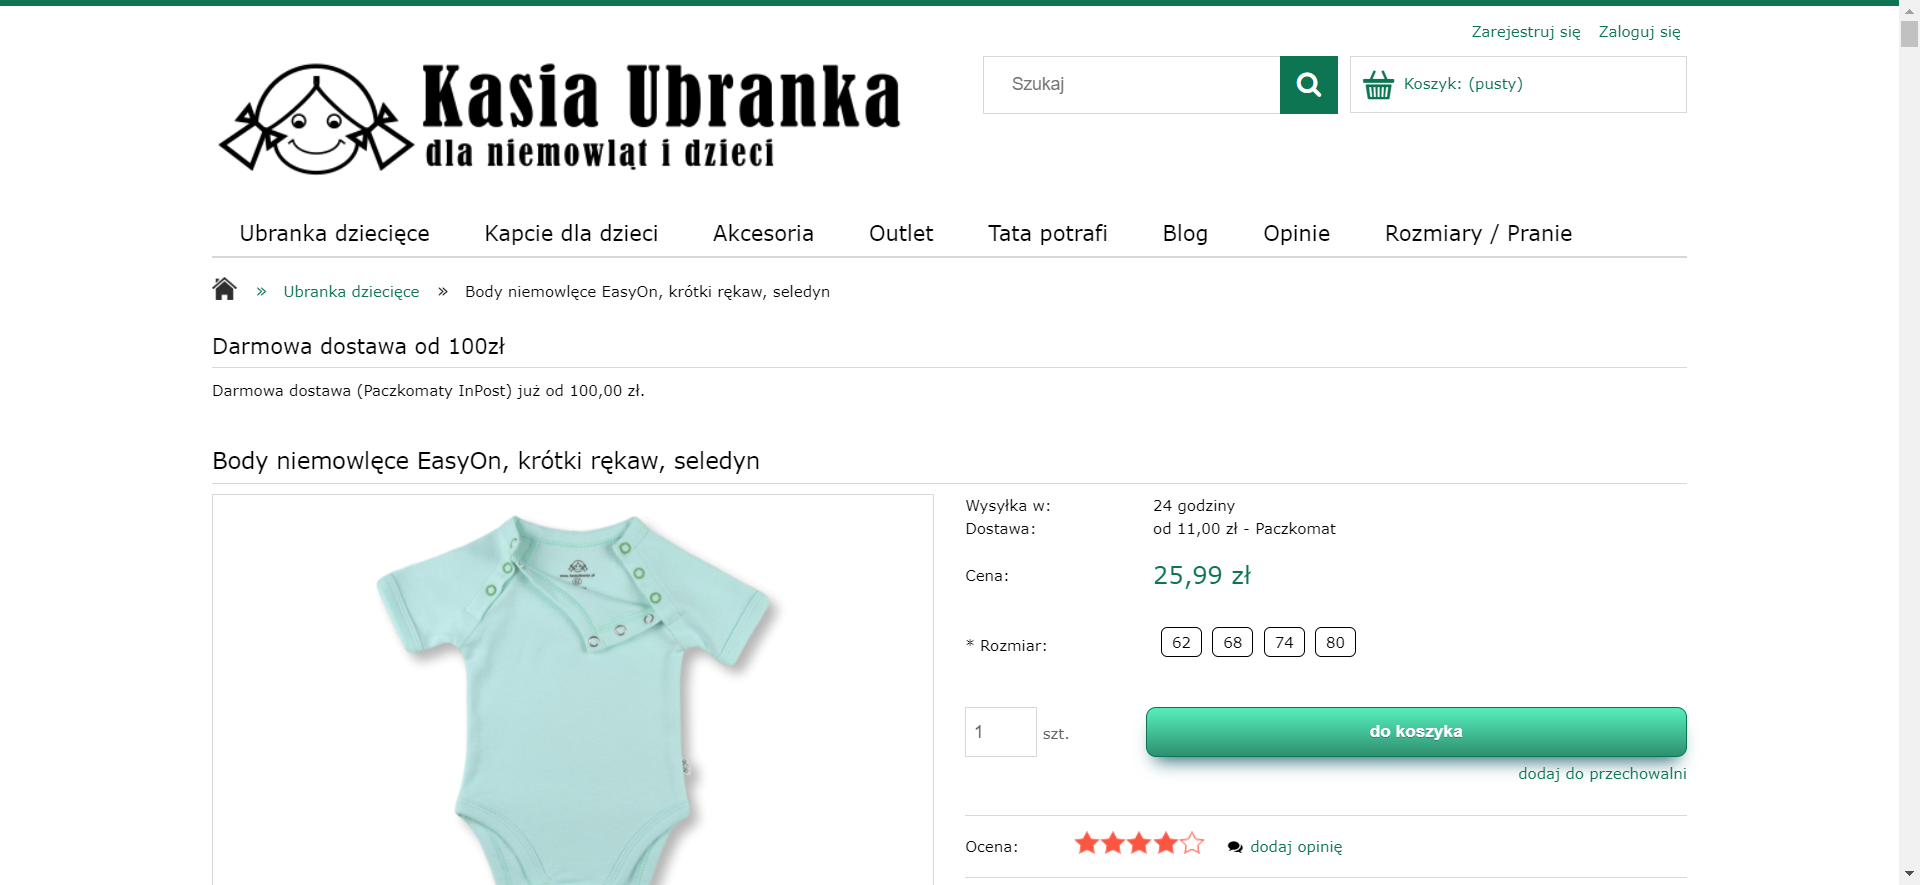 Zarejestruj się Zaloguj się
Kasia Ubranka
dla niemowląt i dzieci
Szukaj
Koszyk: (pusty)
Ubranka dziecięce Kapcie dla dzieci Akcesoria Outlet Tata potrafi Blog Opinie Rozmiary / Pranie
» Ubranka dziecięce » Body niemowlęce EasyOn, krótki rękaw, seledyn
Darmowa dostawa od 100zł
Darmowa dostawa (Paczkomaty InPost) już od 100,00 zł.
Body niemowlęce EasyOn, krótki rękaw, seledyn
Wysyłka w: 24 godziny
Dostawa: od 11,00 zł - Paczkomat
Cena: 25,99 zł
* Rozmiar: 62 68 74 80
1 szt. do koszyka
dodaj do przechowalni
Ocena: dodaj opinię